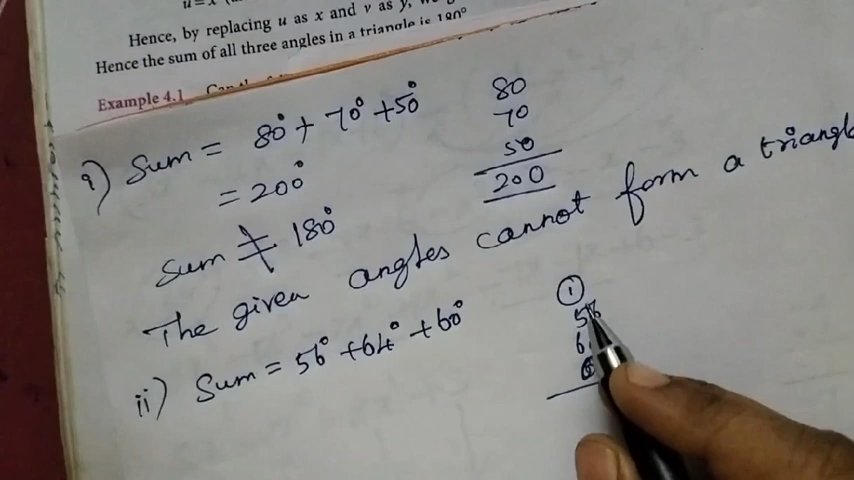 Hence, by replacing u as x and v as y,
Hence the sum of all three angles in a triangle is 180°
Example 4.1
i) Sum = 80° + 70° + 50°
= 200°
80
70
50
200
Sum ≠ 180°
The given angles cannot form a triangle
ii) Sum = 56° + 64° + 60°
1
56
6